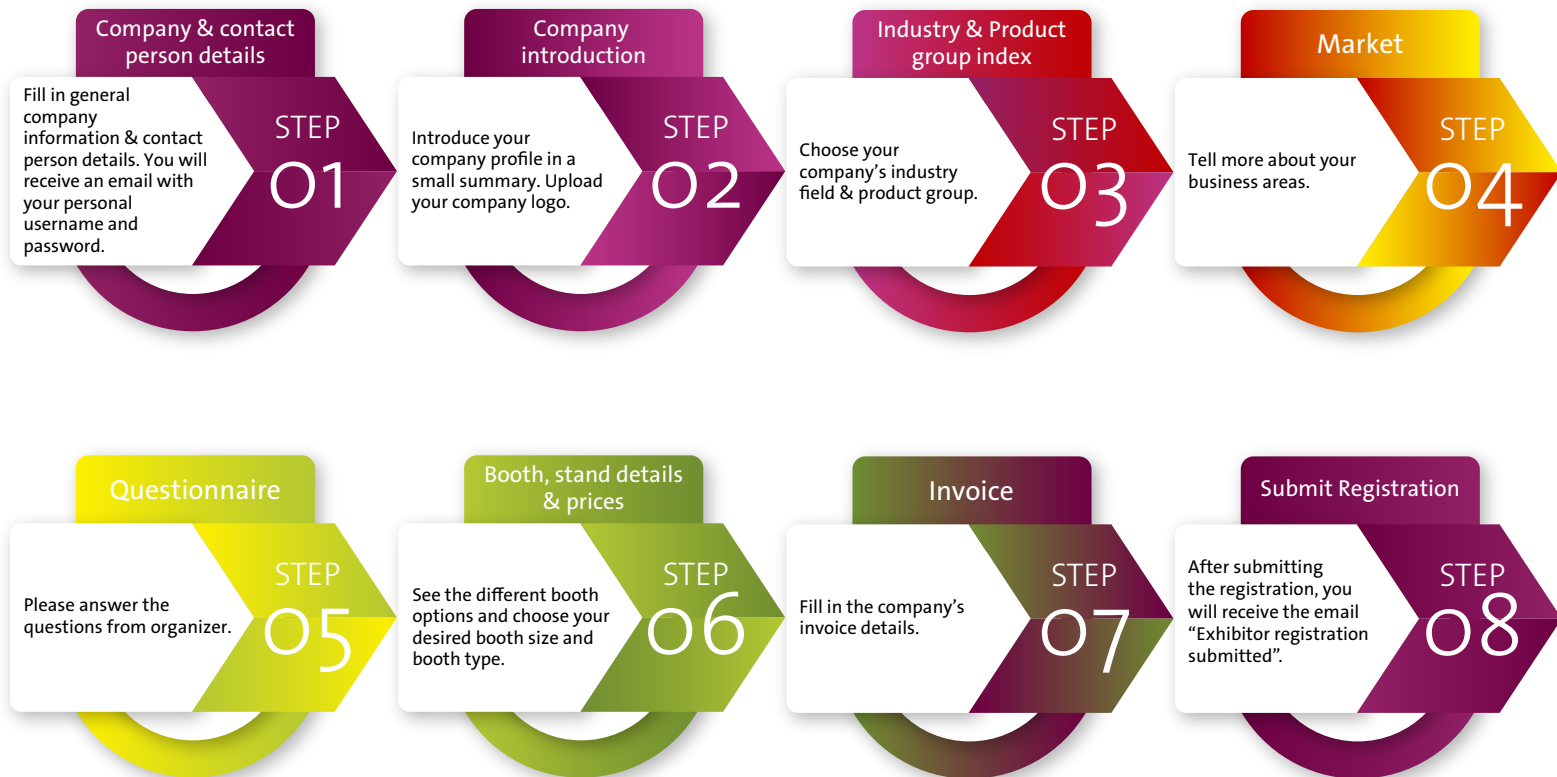 Company & contact
person details
Fill in general
company
information & contact
person details. You will
receive an email with
your personal
username and
password.
STEP
01
Company
introduction
Introduce your
company profile in a
small summary. Upload
your company logo.
STEP
02
Industry & Product
group index
Choose your
company’s industry
field & product group.
STEP
03
Market
Tell more about your
business areas.
STEP
04
Questionnaire
Please answer the
questions from organizer.
STEP
05
Booth, stand details
& prices
See the different booth
options and choose your
desired booth size and
booth type.
STEP
06
Invoice
Fill in the company’s
invoice details.
STEP
07
Submit Registration
After submitting
the registration, you
will receive the email
“Exhibitor registration
submitted”.
STEP
08